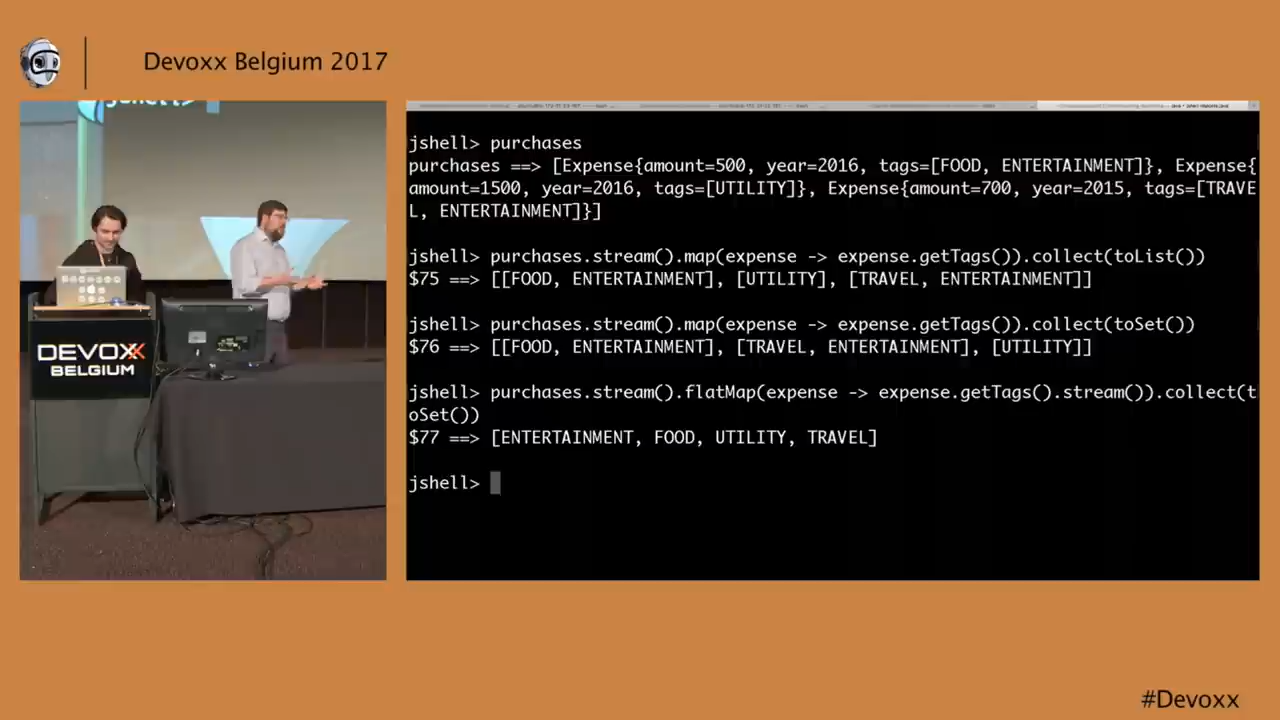 Devoxx Belgium 2017
jshell>
DEVOXX
BELGIUM
jshell> purchases
purchases ==> [Expense{amount=500, year=2016, tags=[FOOD, ENTERTAINMENT]}, Expense{
amount=1500, year=2016, tags=[UTILITY]}, Expense{amount=700, year=2015, tags=[TRAVE
L, ENTERTAINMENT]}]
jshell> purchases.stream().map(expense -> expense.getTags()).collect(toList())
$75 ==> [[FOOD, ENTERTAINMENT], [UTILITY], [TRAVEL, ENTERTAINMENT]]
jshell> purchases.stream().map(expense -> expense.getTags()).collect(toSet())
$76 ==> [[FOOD, ENTERTAINMENT], [TRAVEL, ENTERTAINMENT], [UTILITY]]
jshell> purchases.stream().flatMap(expense -> expense.getTags().stream()).collect(t
oSet())
$77 ==> [ENTERTAINMENT, FOOD, UTILITY, TRAVEL]
jshell>
#Devoxx